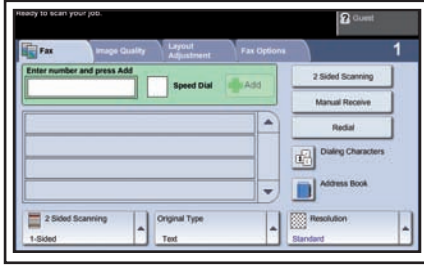 Ready to scan your job.
Guest
Fax
Image Quality
Layout Adjustment
Fax Options
1
Enter number and press Add
Speed Dial
Add
2 Sided Scanning
Manual Receive
Redial
Dialing Characters
Address Book
2 Sided Scanning
1-Sided
Original Type
Text
Resolution
Standard